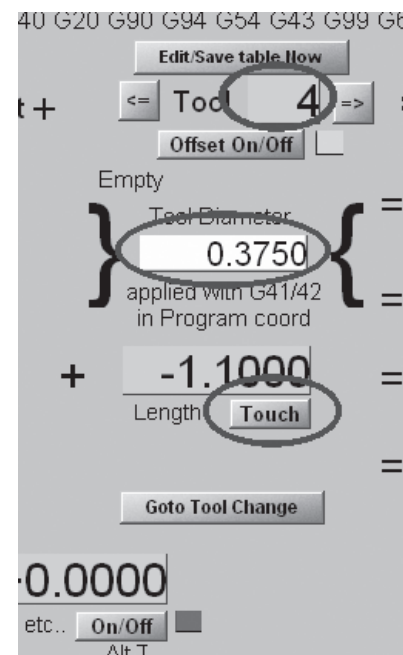 40 G20 G90 G94 G54 G43 G99 G6
Edit/Save table Now
t + <= Tool 4 =>
Offset On/Off
Empty
Tool Diameter
} 0.3750 { =
applied with G41/42 =
in Program coord
+ -1.1000 =
Length Touch
=
Goto Tool Change
-0.0000
etc.. On/Off
Alt T